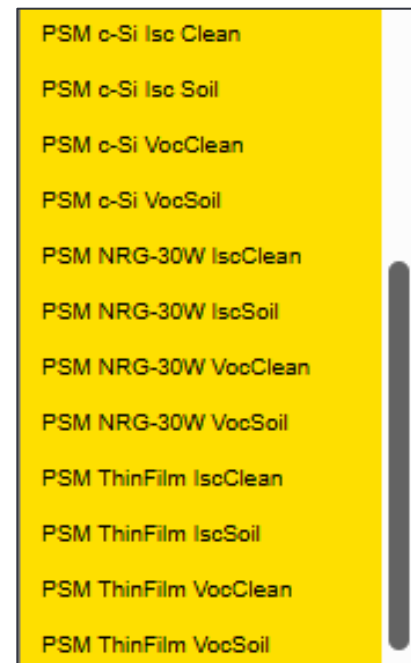 PSM c-Si Isc Clean
PSM c-Si Isc Soil
PSM c-Si VocClean
PSM c-Si VocSoil
PSM NRG-30W IscClean
PSM NRG-30W IscSoil
PSM NRG-30W VocClean
PSM NRG-30W VocSoil
PSM ThinFilm IscClean
PSM ThinFilm IscSoil
PSM ThinFilm VocClean
PSM ThinFilm VocSoil